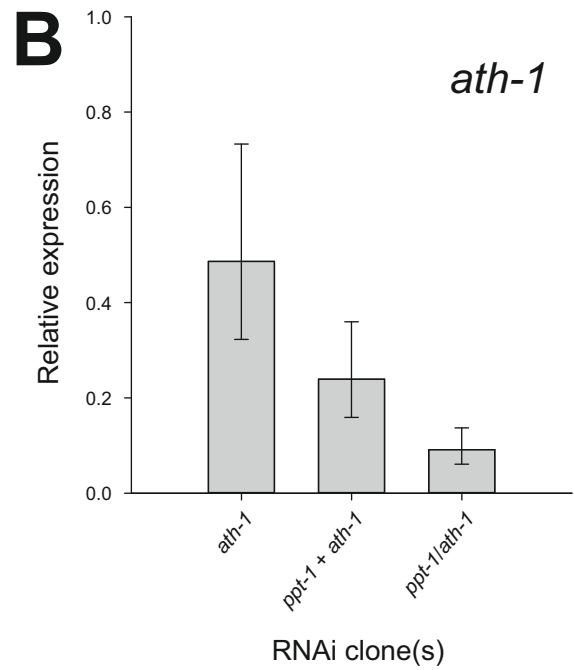 B
ath-1
Relative expression
1.0
0.8
0.6
0.4
0.2
0.0
ath-1
ppt-1 + ath-1
ppt-1/ath-1
RNAi clone(s)